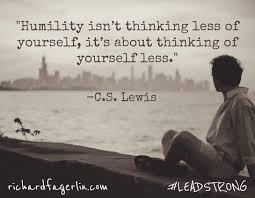 "Humility isn't thinking less of
yourself, it's about thinking of
yourself less."
-C.S. Lewis
richardfagerlin.com
#LEADSTRONG